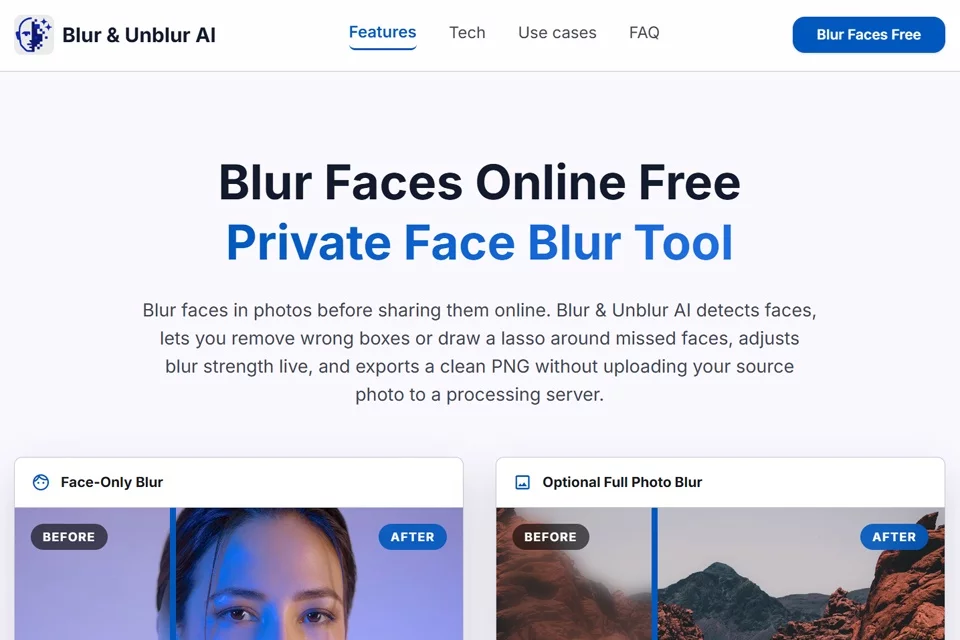 Blur & Unblur AI
Features
Tech
Use cases
FAQ
Blur Faces Free
Blur Faces Online Free
Private Face Blur Tool
Blur faces in photos before sharing them online. Blur & Unblur AI detects faces,
lets you remove wrong boxes or draw a lasso around missed faces, adjusts
blur strength live, and exports a clean PNG without uploading your source
photo to a processing server.
Face-Only Blur
BEFORE
AFTER
Optional Full Photo Blur
BEFORE
AFTER